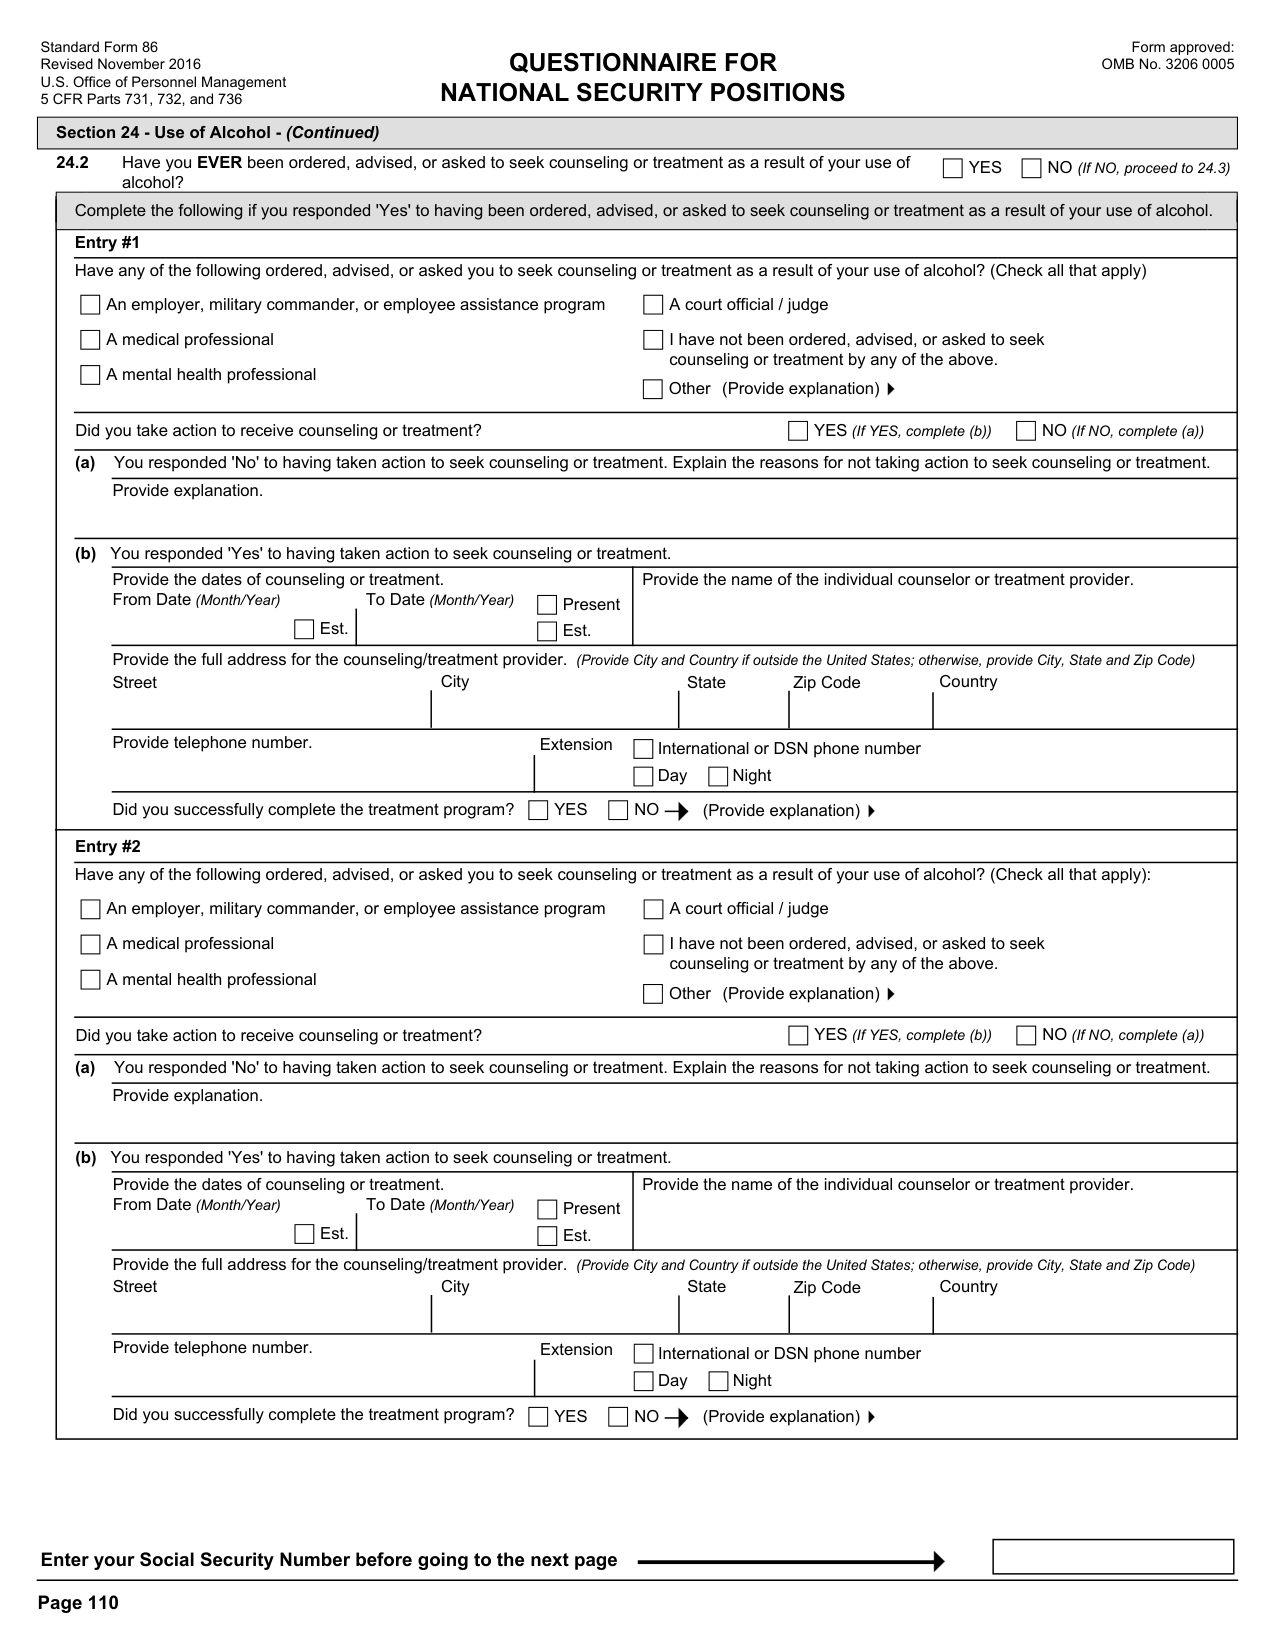 Standard Form 86
Revised November 2016
U.S. Office of Personnel Management
5 CFR Parts 731, 732, and 736
QUESTIONNAIRE FOR
NATIONAL SECURITY POSITIONS
Form approved:
OMB No. 3206 0005
Section 24 - Use of Alcohol - (Continued)
24.2 Have you EVER been ordered, advised, or asked to seek counseling or treatment as a result of your use of
alcohol?
YES NO (If NO, proceed to 24.3)
Complete the following if you responded 'Yes' to having been ordered, advised, or asked to seek counseling or treatment as a result of your use of alcohol.
Entry #1
Have any of the following ordered, advised, or asked you to seek counseling or treatment as a result of your use of alcohol? (Check all that apply)
An employer, military commander, or employee assistance program
A medical professional
A mental health professional
A court official / judge
I have not been ordered, advised, or asked to seek
counseling or treatment by any of the above.
Other (Provide explanation)
Did you take action to receive counseling or treatment? YES (If YES, complete (b)) NO (If NO, complete (a))
(a) You responded 'No' to having taken action to seek counseling or treatment. Explain the reasons for not taking action to seek counseling or treatment.
Provide explanation.
(b) You responded 'Yes' to having taken action to seek counseling or treatment.
Provide the dates of counseling or treatment.
From Date (Month/Year) To Date (Month/Year) Present
Est. Est.
Provide the name of the individual counselor or treatment provider.
Provide the full address for the counseling/treatment provider. (Provide City and Country if outside the United States; otherwise, provide City, State and Zip Code)
Street City State Zip Code Country
Provide telephone number. Extension International or DSN phone number
Day Night
Did you successfully complete the treatment program? YES NO (Provide explanation)
Entry #2
Have any of the following ordered, advised, or asked you to seek counseling or treatment as a result of your use of alcohol? (Check all that apply):
An employer, military commander, or employee assistance program
A medical professional
A mental health professional
A court official / judge
I have not been ordered, advised, or asked to seek
counseling or treatment by any of the above.
Other (Provide explanation)
Did you take action to receive counseling or treatment? YES (If YES, complete (b)) NO (If NO, complete (a))
(a) You responded 'No' to having taken action to seek counseling or treatment. Explain the reasons for not taking action to seek counseling or treatment.
Provide explanation.
(b) You responded 'Yes' to having taken action to seek counseling or treatment.
Provide the dates of counseling or treatment.
From Date (Month/Year) To Date (Month/Year) Present
Est. Est.
Provide the name of the individual counselor or treatment provider.
Provide the full address for the counseling/treatment provider. (Provide City and Country if outside the United States; otherwise, provide City, State and Zip Code)
Street City State Zip Code Country
Provide telephone number. Extension International or DSN phone number
Day Night
Did you successfully complete the treatment program? YES NO (Provide explanation)
Enter your Social Security Number before going to the next page
Page 110